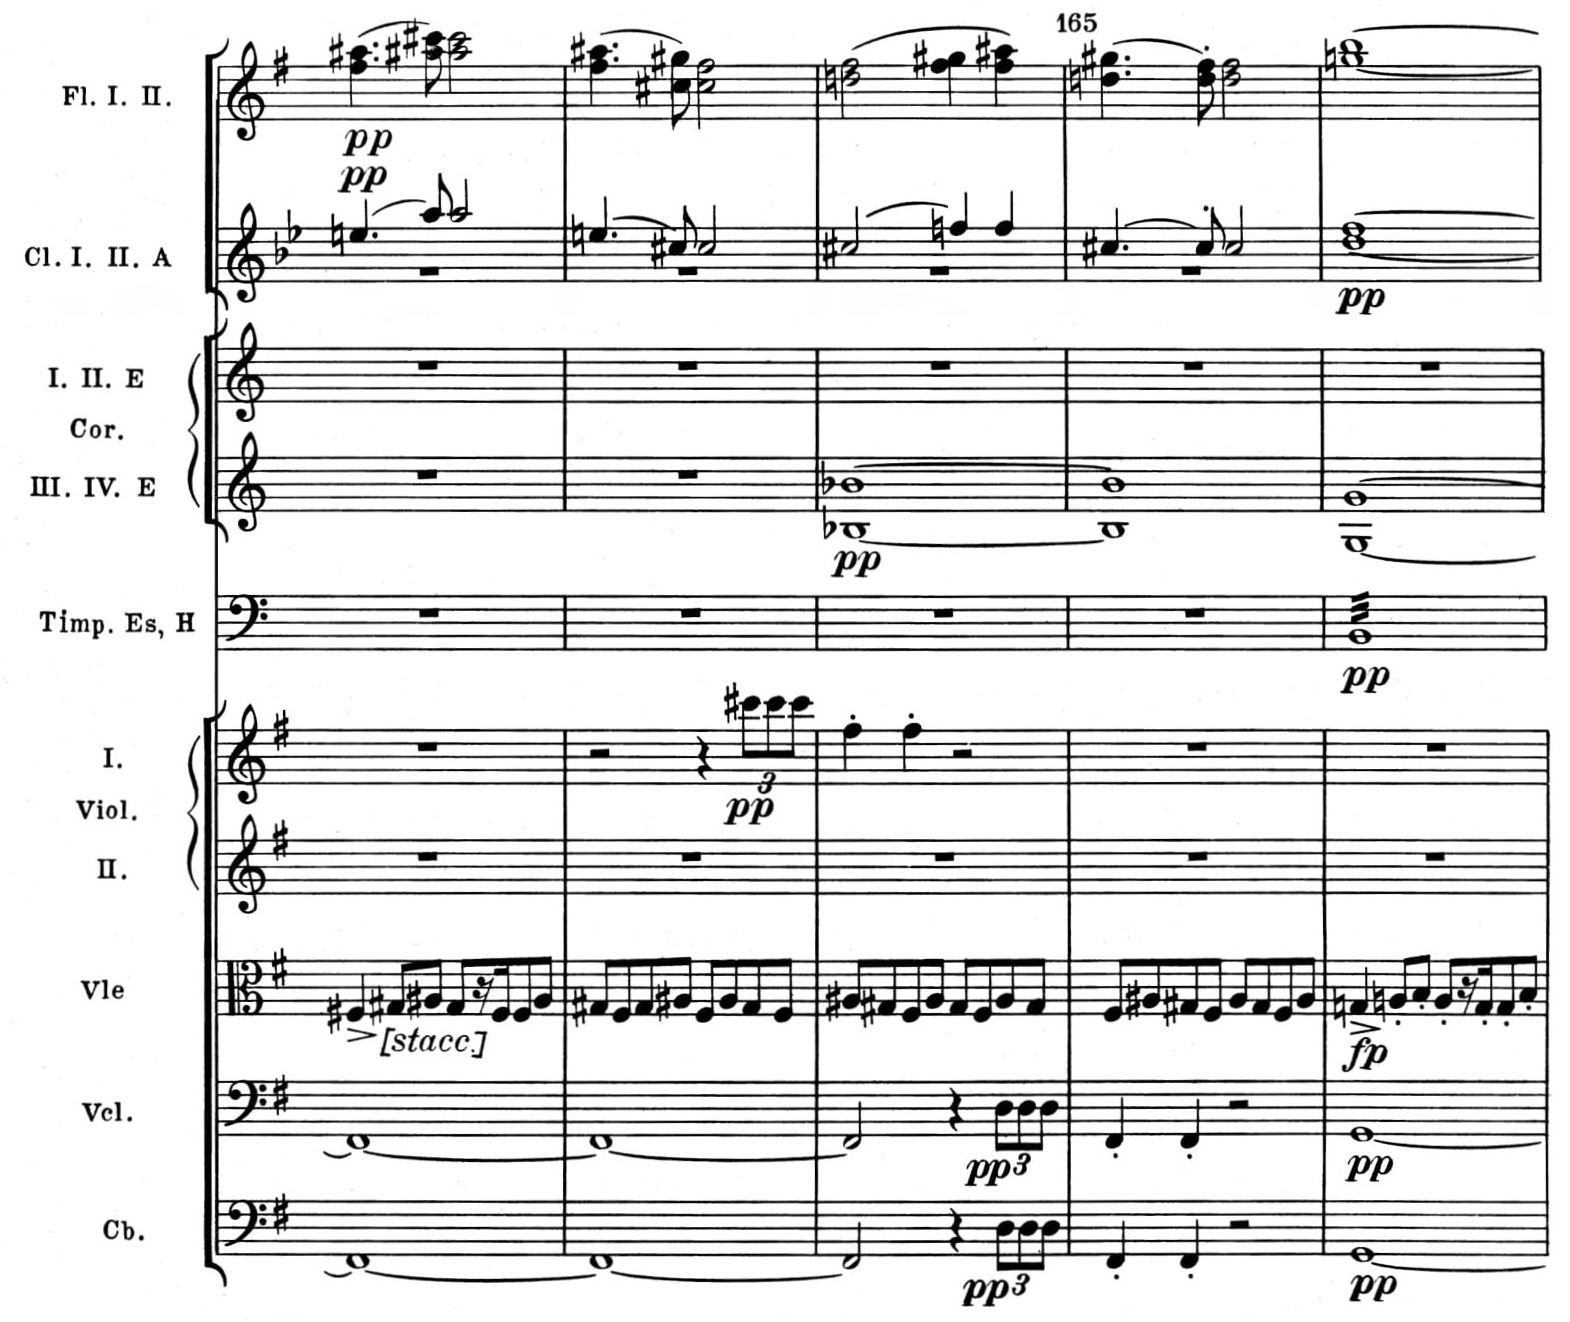 165
Fl. I. II.
pp
pp
Cl. I. II. A
pp
I. II. E
Cor.
III. IV. E
pp
Timp. Es, H
pp
I.
3
pp
Viol.
II.
Vle
[stacc.]
fp
Vcl.
pp 3
pp
Cb.
pp 3
pp